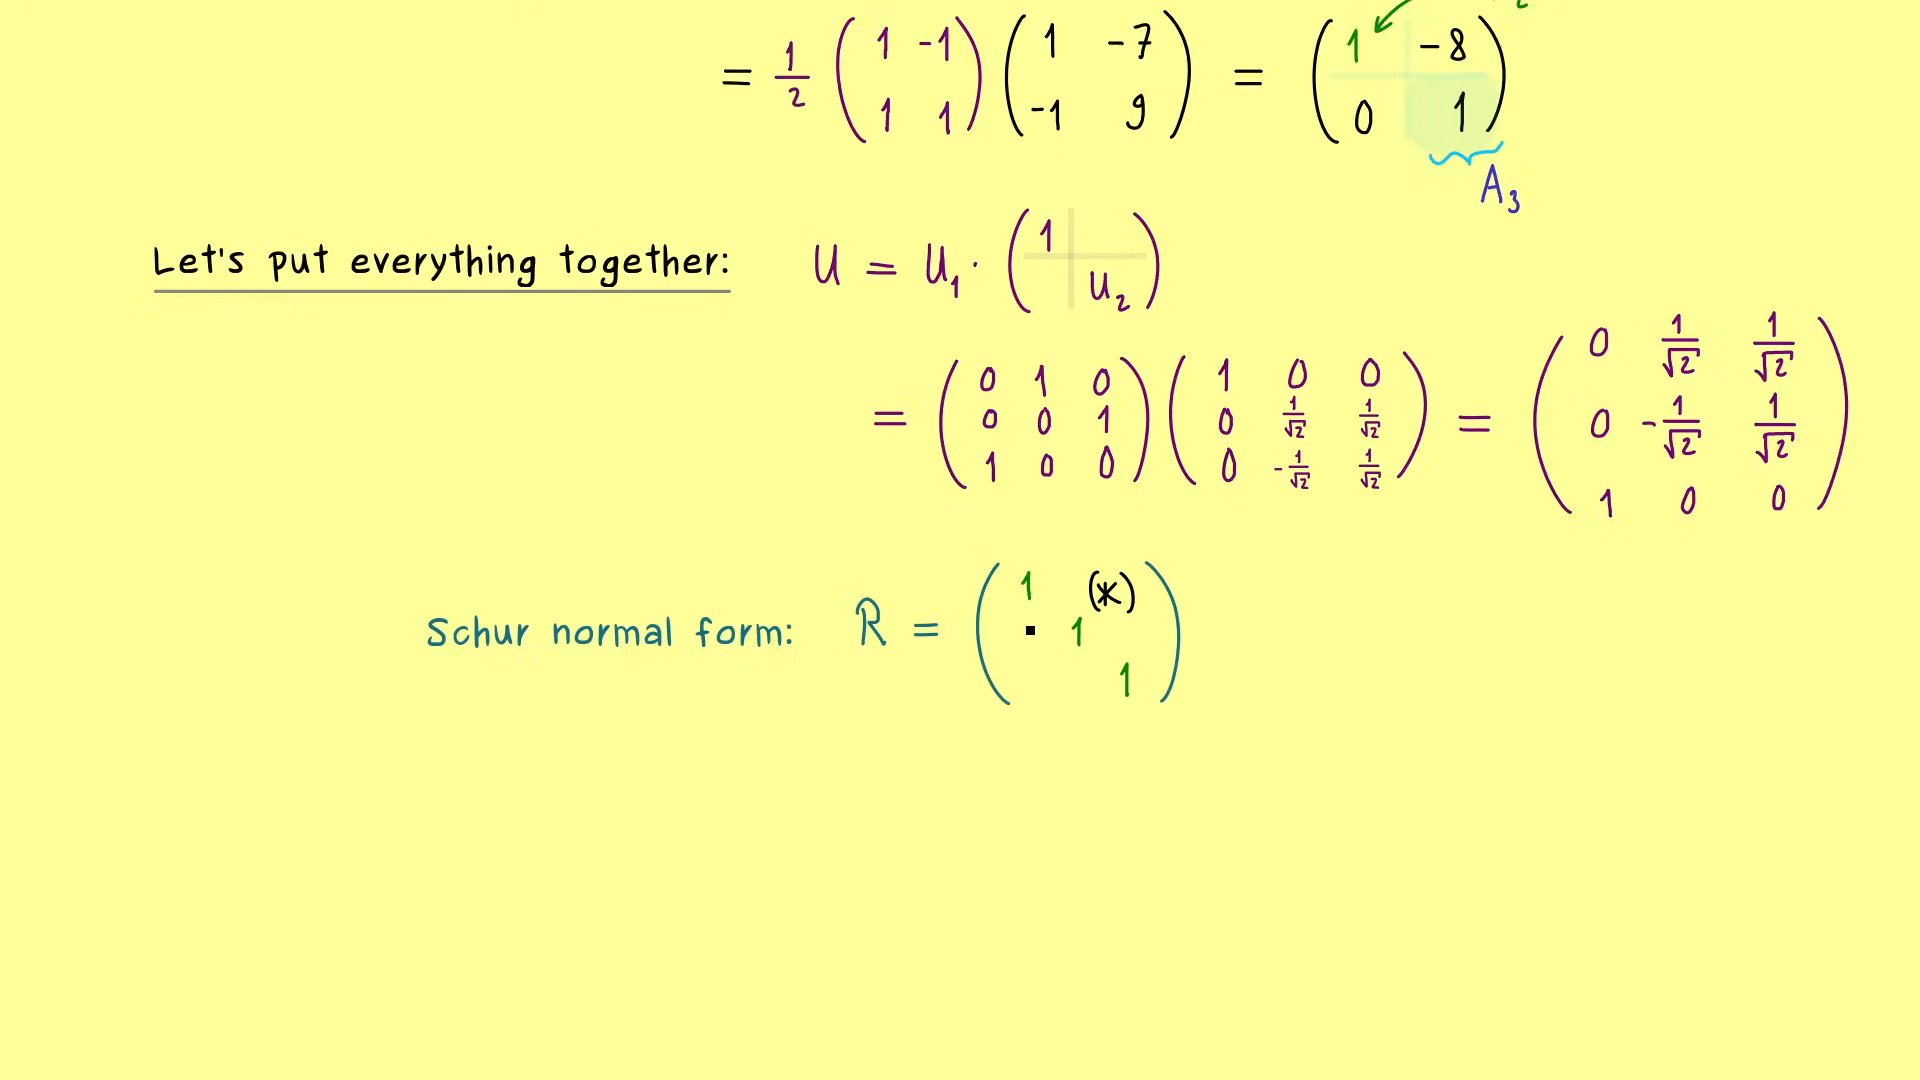 2
= 1/2 ( 1 -1 ) ( 1 -7 ) = ( 1 -8 )
( 1 1 ) ( -1 9 ) ( 0 1 )
A₃
Let's put everything together: U = U₁ · ( 1 )
( U₂ )
( 0 1 0 ) ( 1 0 0 ) ( 0 1/√2 1/√2 )
= ( 0 0 1 ) ( 0 1/√2 1/√2 ) = ( 0 -1/√2 1/√2 )
( 1 0 0 ) ( 0 -1/√2 1/√2 ) ( 1 0 0 )
( 1 (*) )
Schur normal form: R = ( 1 )
( 1 )